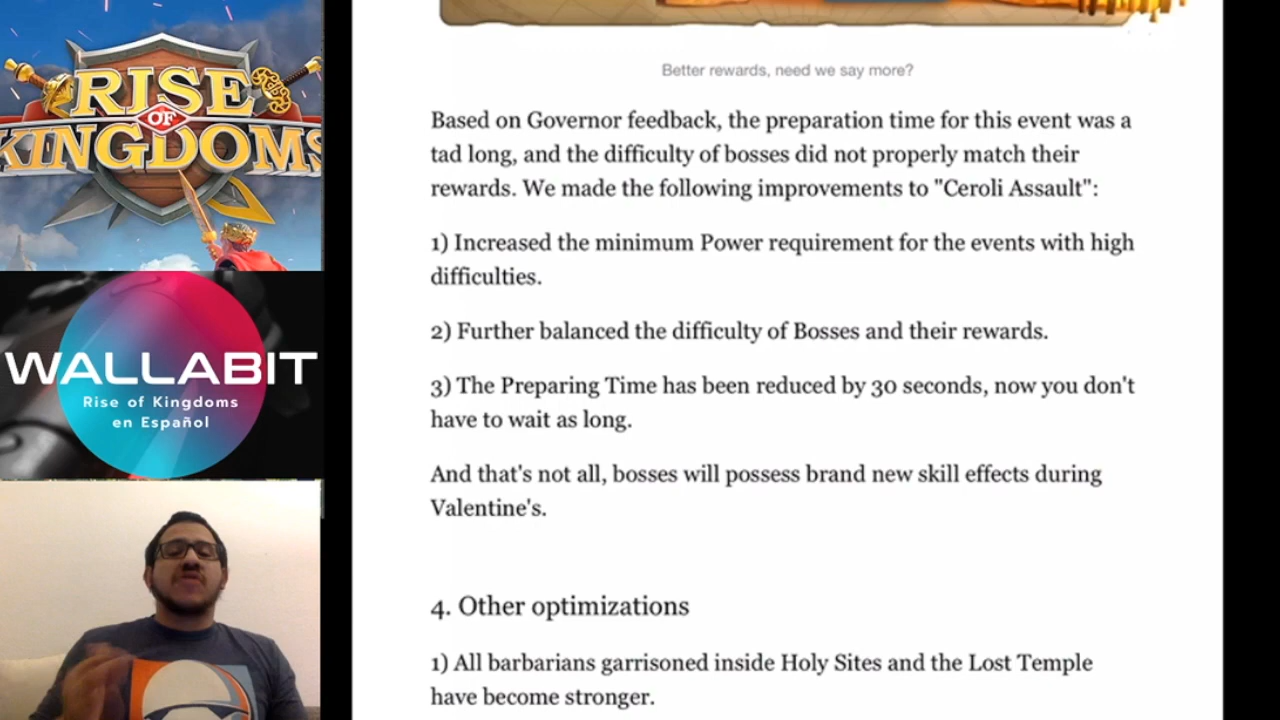 RISE
OF
KINGDOMS
WALLABIT
Rise of Kingdoms
en Español
Better rewards, need we say more?
Based on Governor feedback, the preparation time for this event was a
tad long, and the difficulty of bosses did not properly match their
rewards. We made the following improvements to "Ceroli Assault":
1) Increased the minimum Power requirement for the events with high
difficulties.
2) Further balanced the difficulty of Bosses and their rewards.
3) The Preparing Time has been reduced by 30 seconds, now you don't
have to wait as long.
And that's not all, bosses will possess brand new skill effects during
Valentine's.
4. Other optimizations
1) All barbarians garrisoned inside Holy Sites and the Lost Temple
have become stronger.